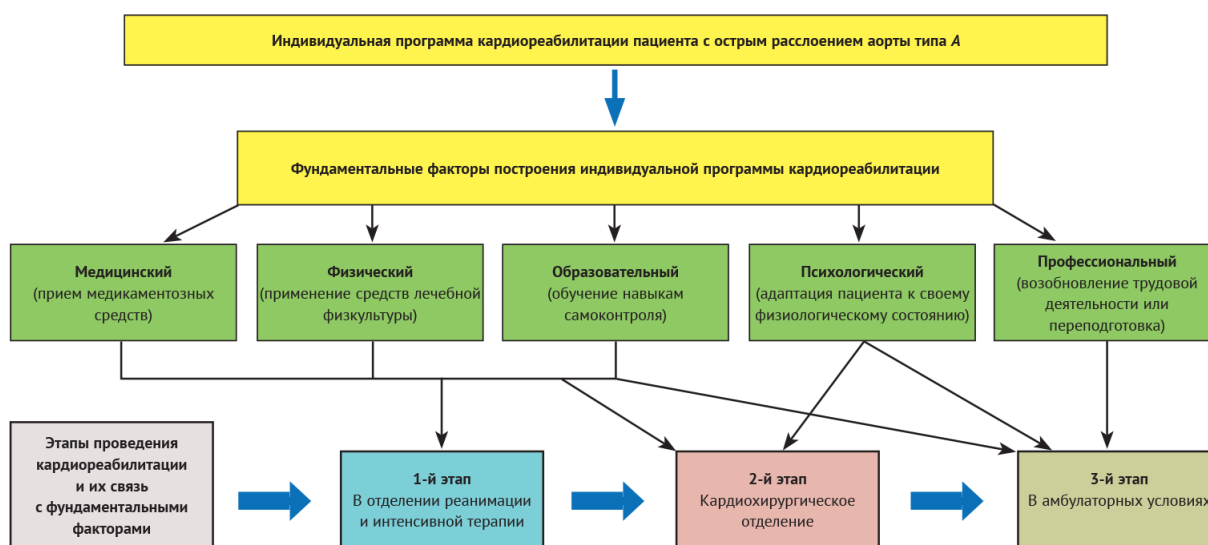 Индивидуальная программа кардиореабилитации пациента с острым расслоением аорты типа A
Фундаментальные факторы построения индивидуальной программы кардиореабилитации
Медицинский
(прием медикаментозных
средств)
Физический
(применение средств лечебной
физкультуры)
Образовательный
(обучение навыкам
самоконтроля)
Психологический
(адаптация пациента к своему
физиологическому состоянию)
Профессиональный
(возобновление трудовой
деятельности или
переподготовка)
Этапы проведения
кардиореабилитации
и их связь
с фундаментальными
факторами
1-й этап
В отделении реанимации
и интенсивной терапии
2-й этап
Кардиохирургическое
отделение
3-й этап
В амбулаторных условиях